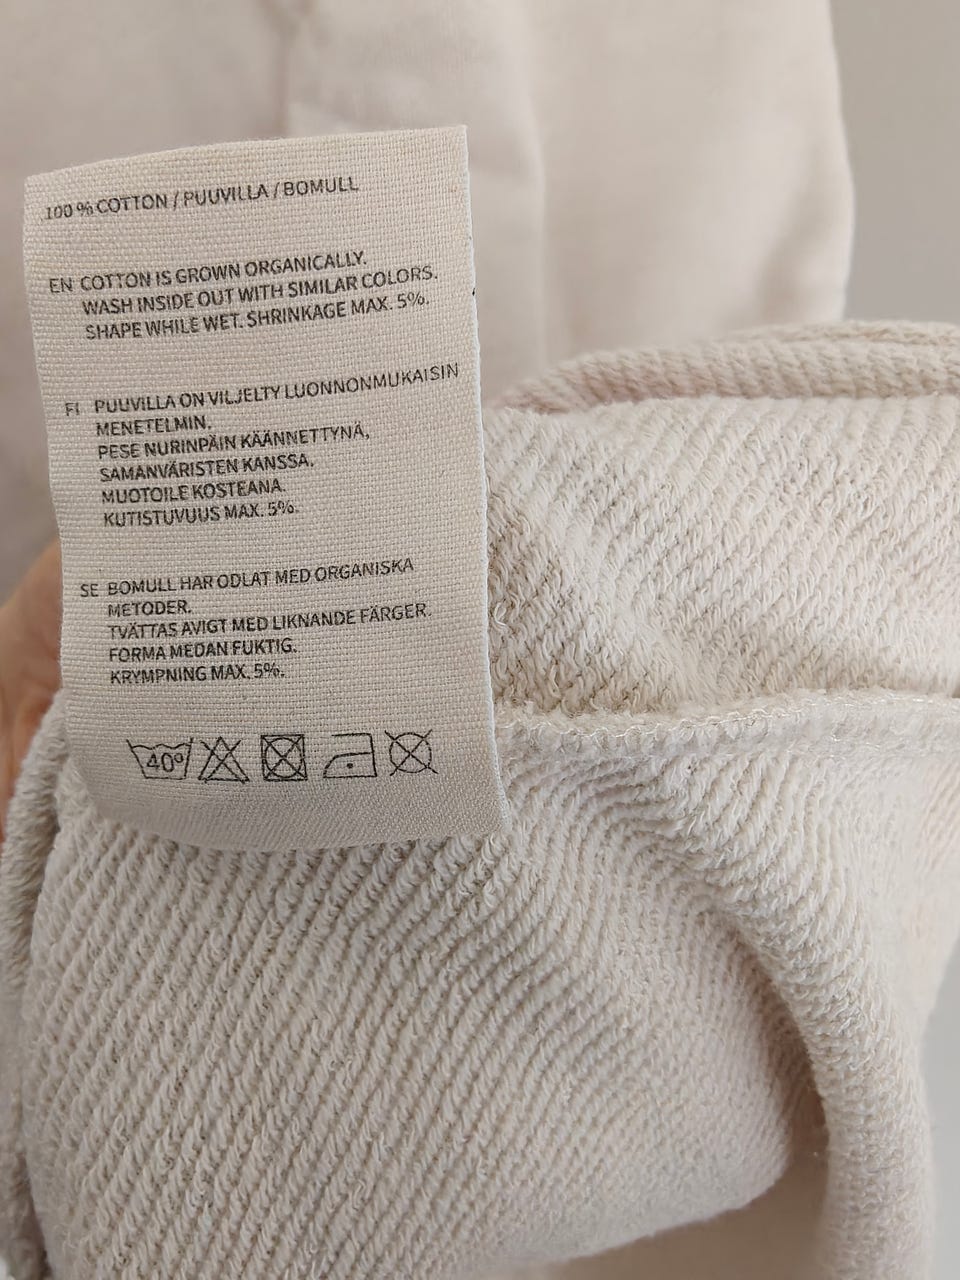 100 % COTTON / PUUVILLA / BOMULL
EN COTTON IS GROWN ORGANICALLY.
WASH INSIDE OUT WITH SIMILAR COLORS.
SHAPE WHILE WET. SHRINKAGE MAX. 5%.
FI PUUVILLA ON VILJELTY LUONNONMUKAISIN
MENETELMIN.
PESE NURINPÄIN KÄÄNNETTYNÄ,
SAMANVÄRISTEN KANSSA.
MUOTOILE KOSTEANA.
KUTISTUVUUS MAX. 5%.
SE BOMULL HAR ODLAT MED ORGANISKA
METODER.
TVÄTTAS AVIGT MED LIKNANDE FÄRGER.
FORMA MEDAN FUKTIG.
KRYMPNING MAX. 5%.
40°